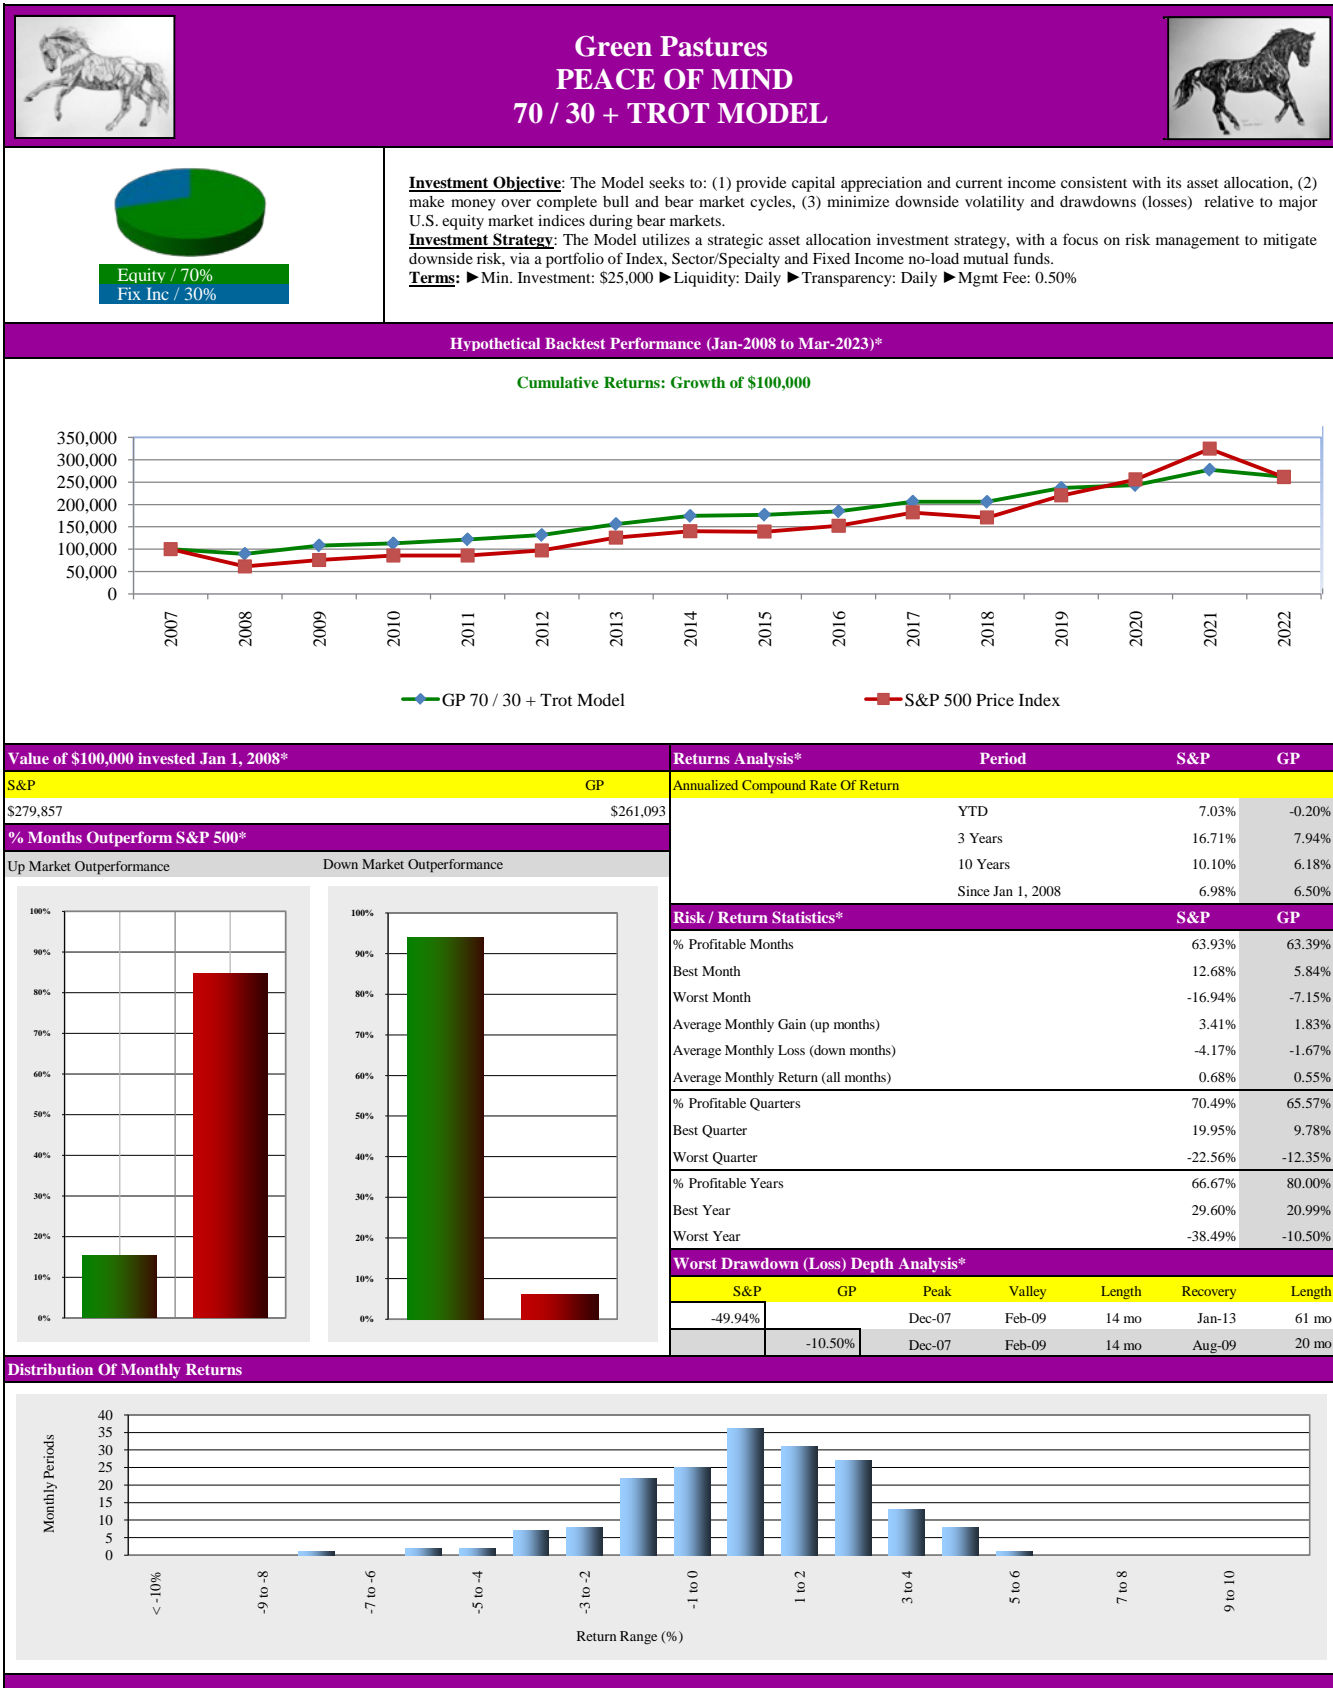 Green Pastures
PEACE OF MIND
70 / 30 + TROT MODEL
Equity / 70%
Fix Inc / 30%
Investment Objective: The Model seeks to: (1) provide capital appreciation and current income consistent with its asset allocation, (2)
make money over complete bull and bear market cycles, (3) minimize downside volatility and drawdowns (losses) relative to major
U.S. equity market indices during bear markets.
Investment Strategy: The Model utilizes a strategic asset allocation investment strategy, with a focus on risk management to mitigate
downside risk, via a portfolio of Index, Sector/Specialty and Fixed Income no-load mutual funds.
Terms: ►Min. Investment: $25,000 ►Liquidity: Daily ►Transparency: Daily ►Mgmt Fee: 0.50%
Hypothetical Backtest Performance (Jan-2008 to Mar-2023)*
Cumulative Returns: Growth of $100,000
350,000
300,000
250,000
200,000
150,000
100,000
50,000
0
2007 2008 2009 2010 2011 2012 2013 2014 2015 2016 2017 2018 2019 2020 2021 2022
GP 70 / 30 + Trot Model S&P 500 Price Index
Value of $100,000 invested Jan 1, 2008*
S&P GP
$279,857 $261,093
% Months Outperform S&P 500*
Up Market Outperformance Down Market Outperformance
100%
90%
80%
70%
60%
50%
40%
30%
20%
10%
0%
100%
90%
80%
70%
60%
50%
40%
30%
20%
10%
0%
Returns Analysis* Period S&P GP
Annualized Compound Rate Of Return
YTD 7.03% -0.20%
3 Years 16.71% 7.94%
10 Years 10.10% 6.18%
Since Jan 1, 2008 6.98% 6.50%
Risk / Return Statistics* S&P GP
% Profitable Months 63.93% 63.39%
Best Month 12.68% 5.84%
Worst Month -16.94% -7.15%
Average Monthly Gain (up months) 3.41% 1.83%
Average Monthly Loss (down months) -4.17% -1.67%
Average Monthly Return (all months) 0.68% 0.55%
% Profitable Quarters 70.49% 65.57%
Best Quarter 19.95% 9.78%
Worst Quarter -22.56% -12.35%
% Profitable Years 66.67% 80.00%
Best Year 29.60% 20.99%
Worst Year -38.49% -10.50%
Worst Drawdown (Loss) Depth Analysis*
S&P GP Peak Valley Length Recovery Length
-49.94% Dec-07 Feb-09 14 mo Jan-13 61 mo
-10.50% Dec-07 Feb-09 14 mo Aug-09 20 mo
Distribution Of Monthly Returns
Monthly Periods
40
35
30
25
20
15
10
5
0
< -10% -9 to -8 -7 to -6 -5 to -4 -3 to -2 -1 to 0 1 to 2 3 to 4 5 to 6 7 to 8 9 to 10
Return Range (%)